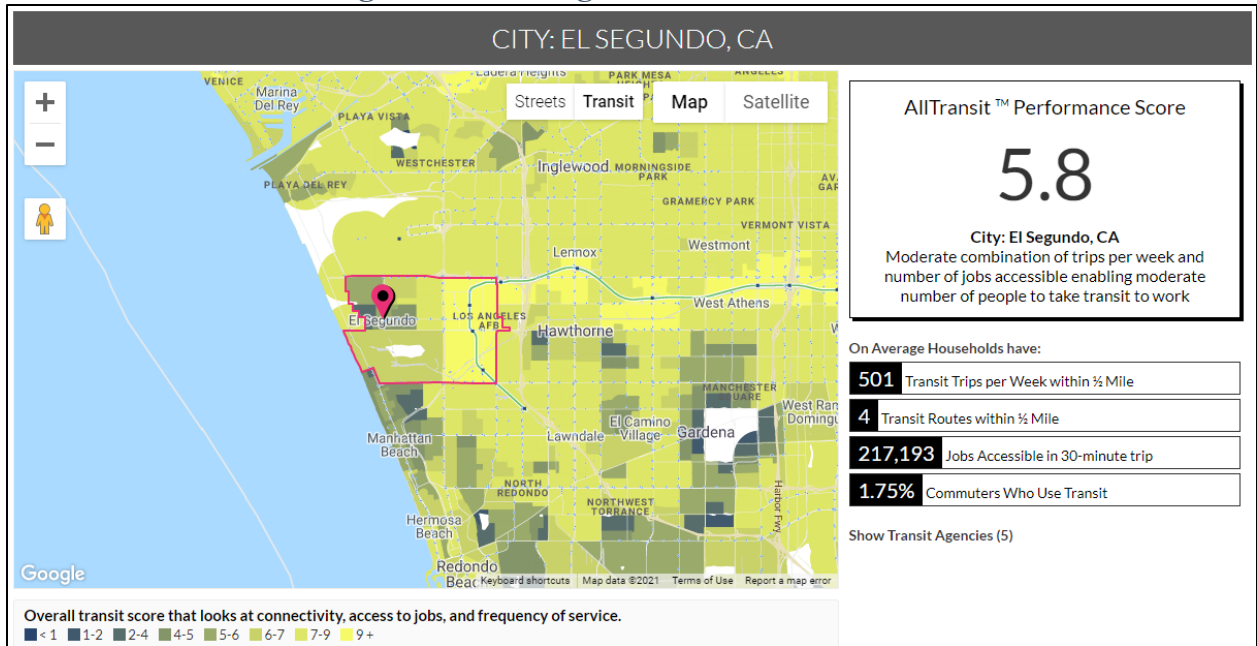 CITY: EL SEGUNDO, CA
Ladera Heights
PARK MESA
ANGELES
VENICE
Marina
Del Rey
Streets
Transit
Map
Satellite
PLAYA VISTA
WESTCHESTER
Inglewood
MORNINGSIDE
PARK
PLAYA DEL REY
GRAMERCY PARK
VERMONT VISTA
Lennox
Westmont
El Segundo
LOS ANGELES
AFB
West Athens
Hawthorne
MANCHESTER
SQUARE
El Camino
Village
Gardena
Manhattan
Beach
Lawndale
NORTH
REDONDO
NORTHWEST
TORRANCE
Harbor Fwy
Hermosa
Beach
Redondo
Google
Keyboard shortcuts
Map data ©2021
Terms of Use
Report a map error
Overall transit score that looks at connectivity, access to jobs, and frequency of service.
< 1 1-2 2-4 4-5 5-6 6-7 7-9 9 +
AllTransit ™ Performance Score
5.8
City: El Segundo, CA
Moderate combination of trips per week and
number of jobs accessible enabling moderate
number of people to take transit to work
On Average Households have:
501 Transit Trips per Week within ½ Mile
4 Transit Routes within ½ Mile
217,193 Jobs Accessible in 30-minute trip
1.75% Commuters Who Use Transit
Show Transit Agencies (5)